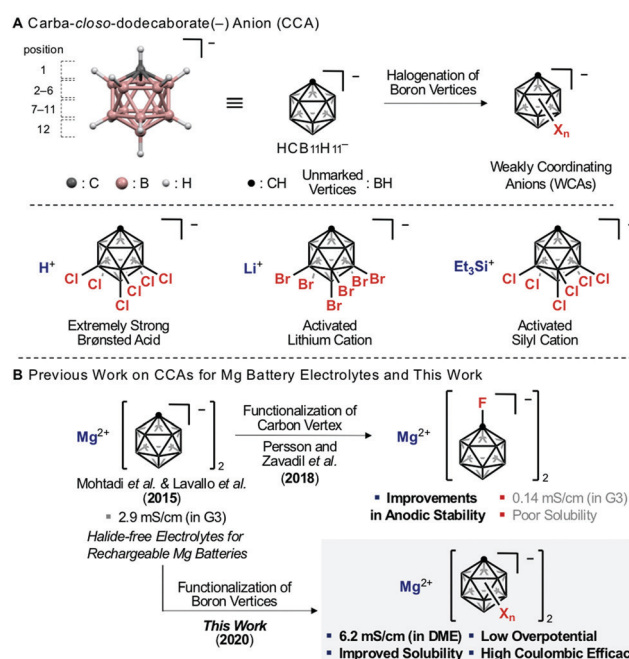 A Carba-closo-dodecaborate(–) Anion (CCA)
position
1
2–6
7–11
12
–
≡
HCB₁₁H₁₁⁻
–
Halogenation of
Boron Vertices
–
Xn
Weakly Coordinating
Anions (WCAs)
: C : B : H
: CH Unmarked Vertices : BH
H⁺
–
Cl Cl Cl Cl Cl Cl
Extremely Strong
Brønsted Acid
Li⁺
–
Br Br Br Br Br Br
Activated
Lithium Cation
Et₃Si⁺
–
Cl Cl Cl Cl Cl Cl
Activated
Silyl Cation
B Previous Work on CCAs for Mg Battery Electrolytes and This Work
Mg²⁺
–
2
Mohtadi et al. & Lavallo et al.
(2015)
2.9 mS/cm (in G3)
Halide-free Electrolytes for
Rechargeable Mg Batteries
Functionalization of
Carbon Vertex
Persson and
Zavadil et al.
(2018)
Mg²⁺
F
–
2
Improvements
in Anodic Stability
0.14 mS/cm (in G3)
Poor Solubility
Functionalization of
Boron Vertices
This Work
(2020)
Mg²⁺
–
Xn
2
6.2 mS/cm (in DME) Low Overpotential
Improved Solubility High Coulombic Efficacy